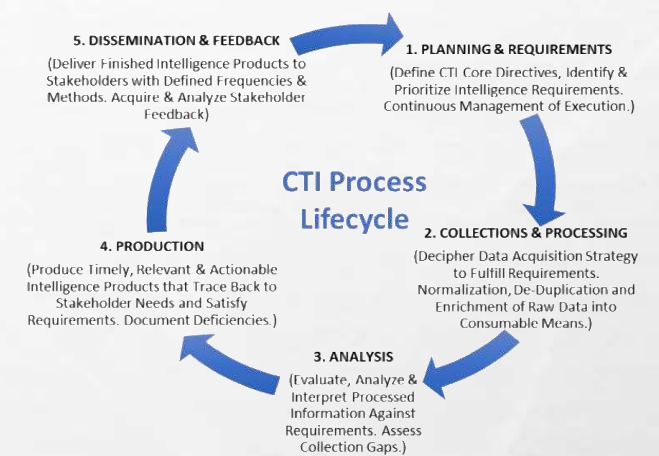 5. DISSEMINATION & FEEDBACK
(Deliver Finished Intelligence Products to
Stakeholders with Defined Frequencies &
Methods. Acquire & Analyze Stakeholder
Feedback)
1. PLANNING & REQUIREMENTS
(Define CTI Core Directives, Identify &
Prioritize Intelligence Requirements.
Continuous Management of Execution.)
CTI Process
Lifecycle
2. COLLECTIONS & PROCESSING
(Decipher Data Acquisition Strategy
to Fulfill Requirements.
Normalization, De-Duplication and
Enrichment of Raw Data into
Consumable Means.)
4. PRODUCTION
(Produce Timely, Relevant & Actionable
Intelligence Products that Trace Back to
Stakeholder Needs and Satisfy
Requirements. Document Deficiencies.)
3. ANALYSIS
(Evaluate, Analyze &
Interpret Processed
Information Against
Requirements. Assess
Collection Gaps.)